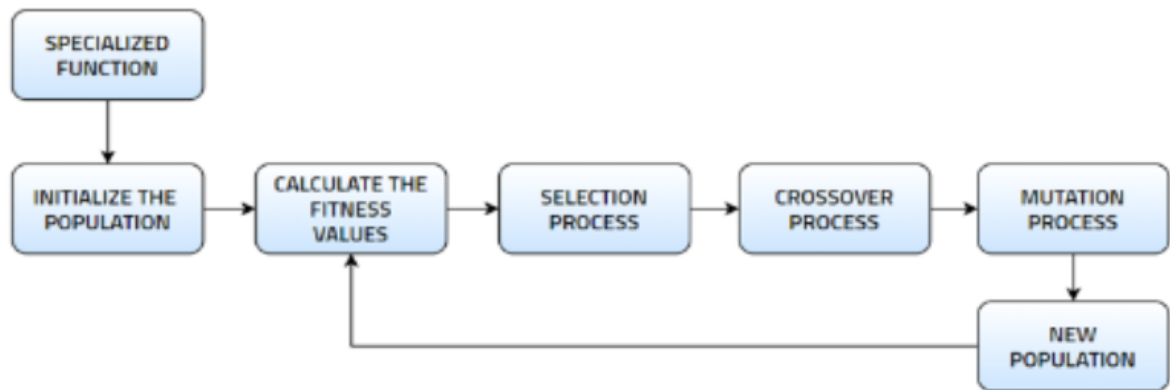 SPECIALIZED
FUNCTION
INITIALIZE THE
POPULATION
CALCULATE THE
FITNESS
VALUES
SELECTION
PROCESS
CROSSOVER
PROCESS
MUTATION
PROCESS
NEW
POPULATION